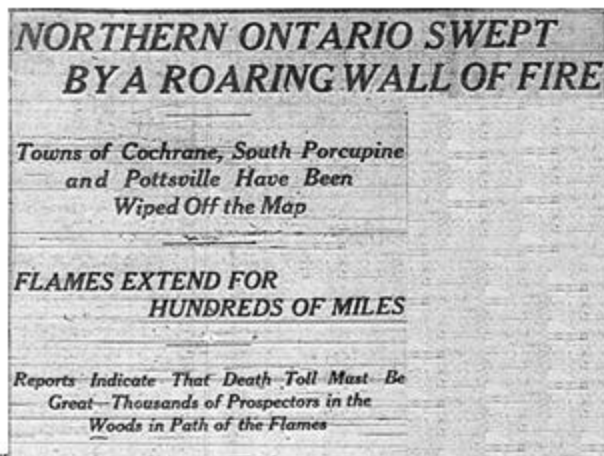 NORTHERN ONTARIO SWEPT
BY A ROARING WALL OF FIRE
Towns of Cochrane, South Porcupine
and Pottsville Have Been
Wiped Off the Map
FLAMES EXTEND FOR
HUNDREDS OF MILES
Reports Indicate That Death Toll Must Be
Great—Thousands of Prospectors in the
Woods in Path of the Flames